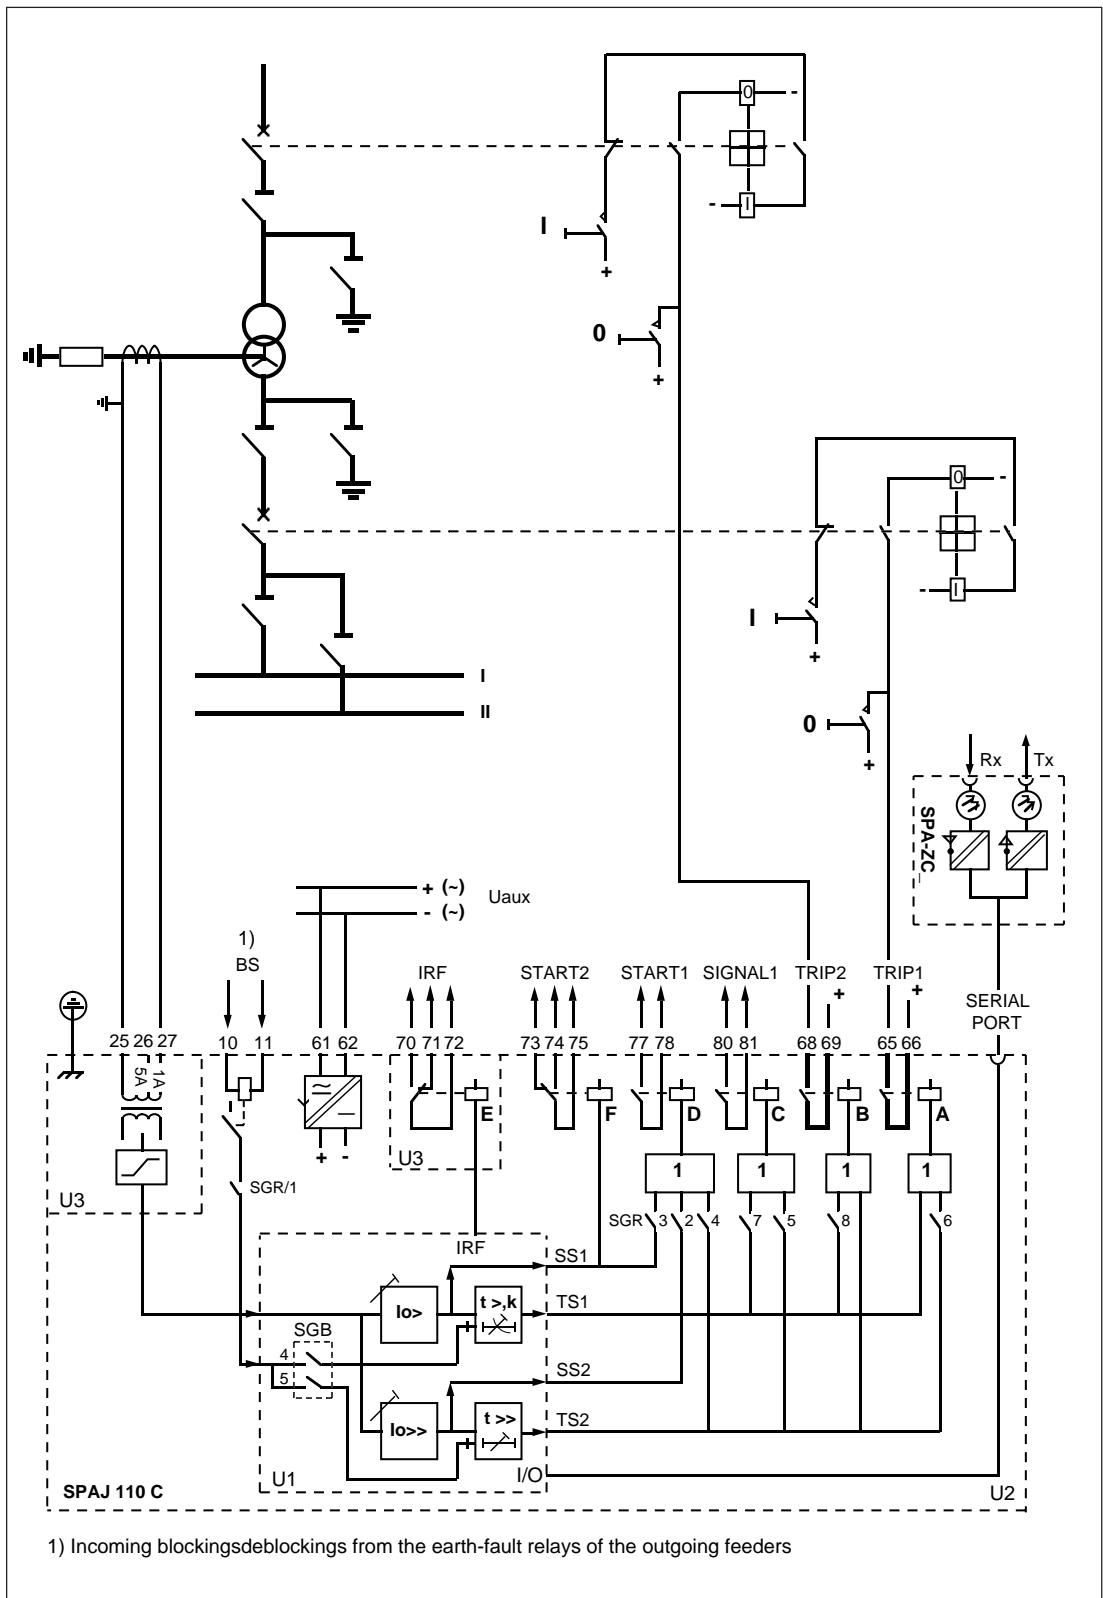 0
-
I
-
I
+
0
+
0
-
I
-
I
+
0
+
I
II
Rx Tx
SPA-ZC_
+ (~)
- (~)
Uaux
1)
BS
IRF START2 START1 SIGNAL1 TRIP2 TRIP1
+ +
SERIAL
PORT
25 26 27 10 11 61 62 70 71 72 73 74 75 77 78 80 81 68 69 65 66
5A 1A
E F D C B A
+ -
U3
U3
SGR/1
1 1 1 1
SGR 3 2 4 7 5 8 6
IRF
SS1
Io> t >,k TS1
SGB
4
5
SS2
Io>> t >> TS2
U1 I/O
SPAJ 110 C
U2
1) Incoming blockingsdeblockings from the earth-fault relays of the outgoing feeders